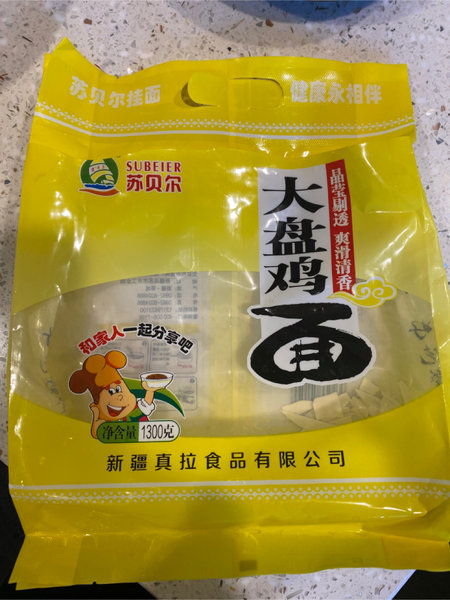 苏贝尔挂面 健康永相伴
SUBEIER
苏贝尔
晶莹剔透 爽滑清香
大盘鸡面
和家人一起分享吧
净含量 1300克
新疆真拉食品有限公司